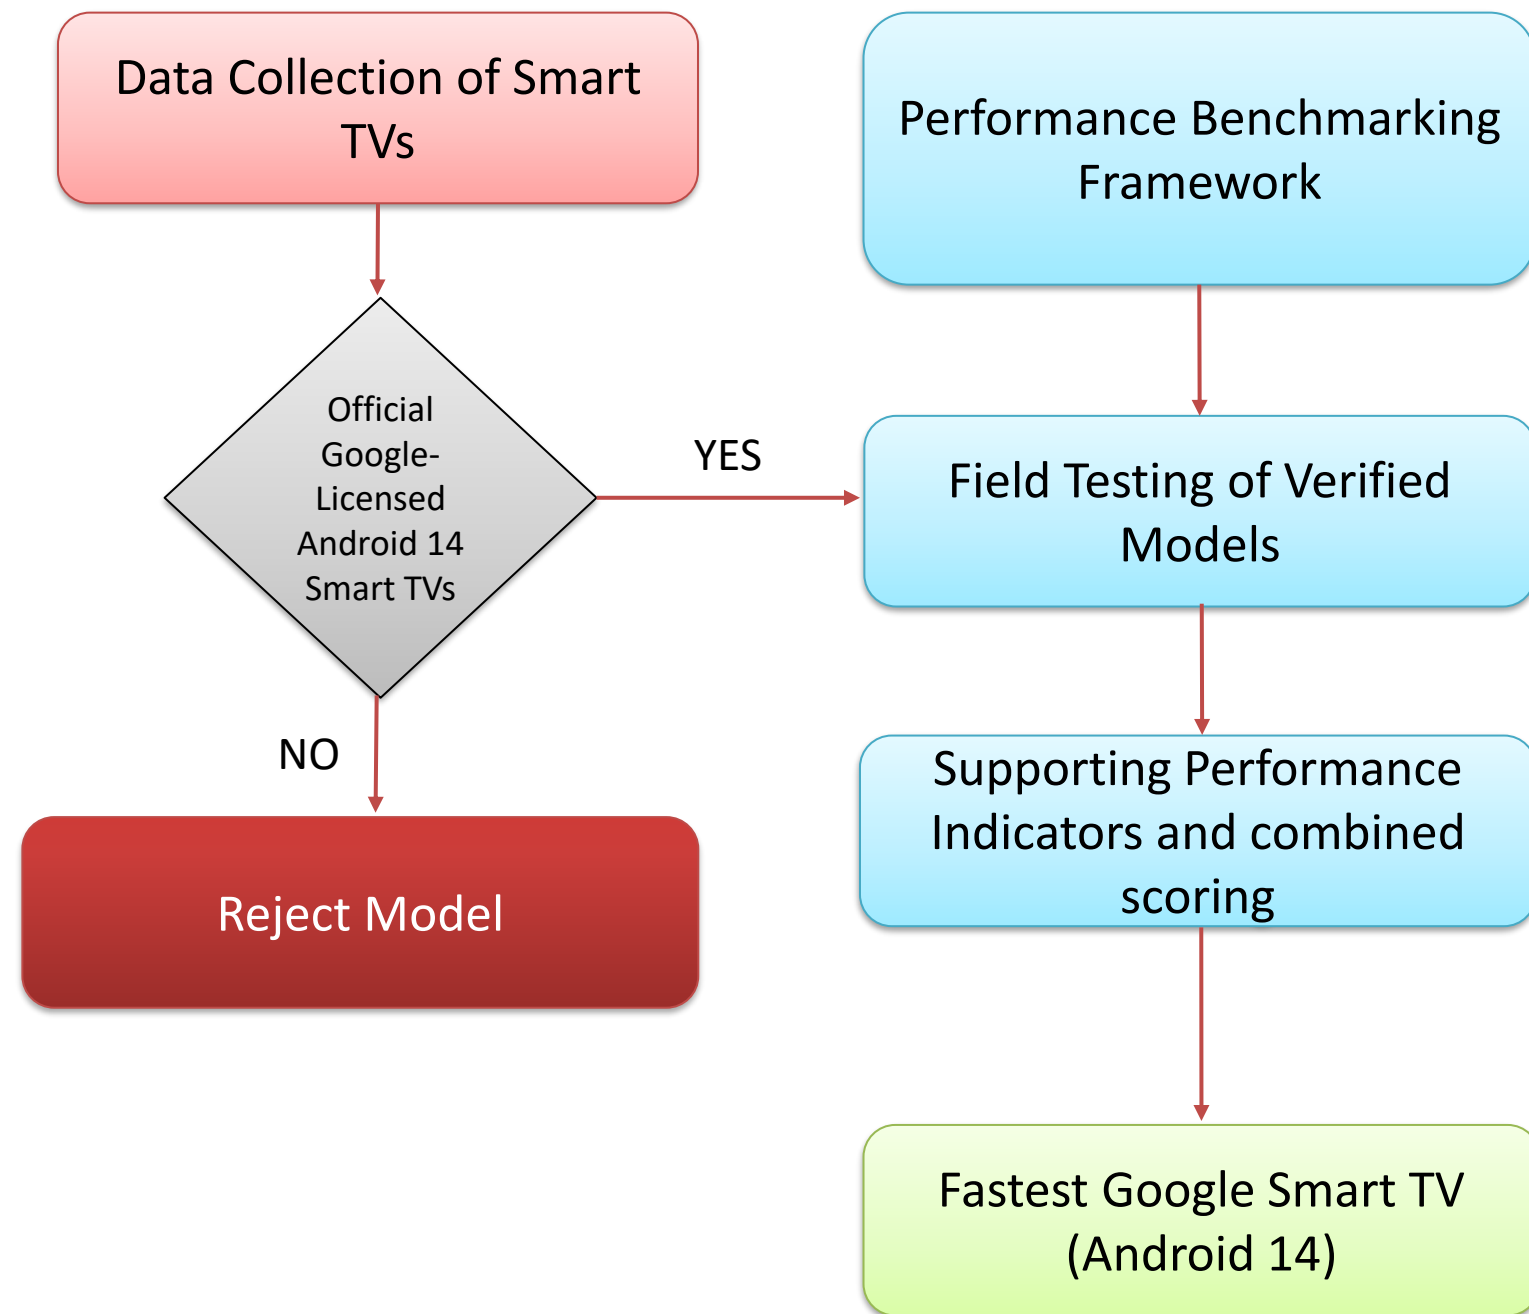 Data Collection of Smart
TVs
Performance Benchmarking
Framework
Official
Google-
Licensed
Android 14
Smart TVs
YES
Field Testing of Verified
Models
NO
Supporting Performance
Indicators and combined
scoring
Reject Model
Fastest Google Smart TV
(Android 14)